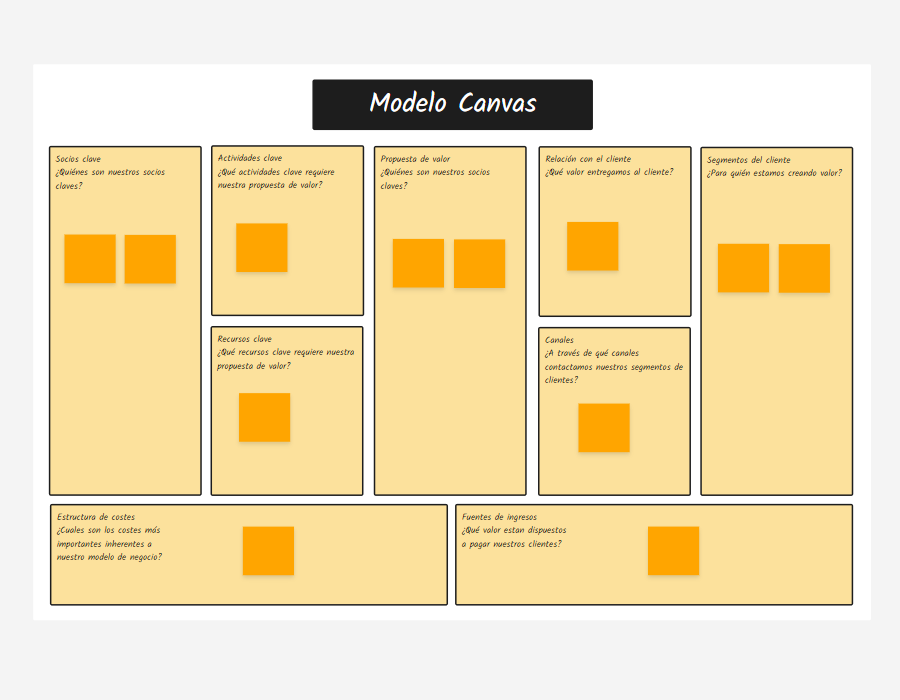 Modelo Canvas
Socios clave
¿Quiénes son nuestros socios
claves?
Actividades clave
¿Qué actividades clave requiere
nuestra propuesta de valor?
Recursos clave
¿Qué recursos clave requiere nuestra
propuesta de valor?
Propuesta de valor
¿Quiénes son nuestros socios
claves?
Relación con el cliente
¿Qué valor entregamos al cliente?
Canales
¿A través de qué canales
contactamos nuestros segmentos de
clientes?
Segmentos del cliente
¿Para quién estamos creando valor?
Estructura de costes
¿Cuales son los costes más
importantes inherentes a
nuestro modelo de negocio?
Fuentes de ingresos
¿Qué valor estan dispuestos
a pagar nuestros clientes?